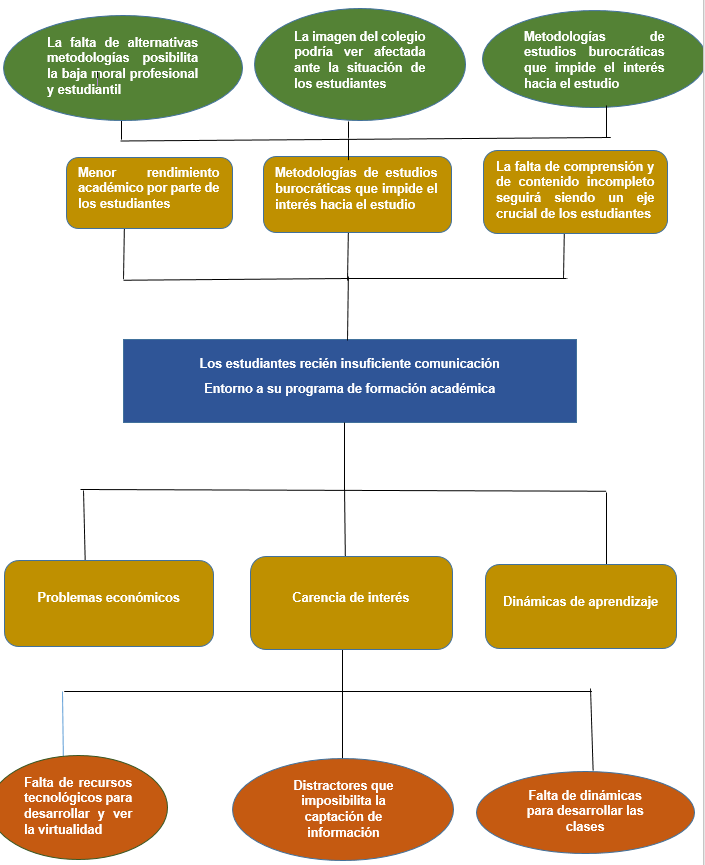 La falta de alternativas
metodologías posibilita
la baja moral profesional
y estudiantil
La imagen del colegio
podría ver afectada
ante la situación de
los estudiantes
Metodologías de
estudios burocráticas
que impide el interés
hacia el estudio
Menor rendimiento
académico por parte de
los estudiantes
Metodologías de estudios
burocráticas que impide el
interés hacia el estudio
La falta de comprensión y
de contenido incompleto
seguirá siendo un eje
crucial de los estudiantes
Los estudiantes recién insuficiente comunicación
Entorno a su programa de formación académica
Problemas económicos
Carencia de interés
Dinámicas de aprendizaje
Falta de recursos
tecnológicos para
desarrollar y ver
la virtualidad
Distractores que
imposibilita la
captación de
información
Falta de dinámicas
para desarrollar las
clases